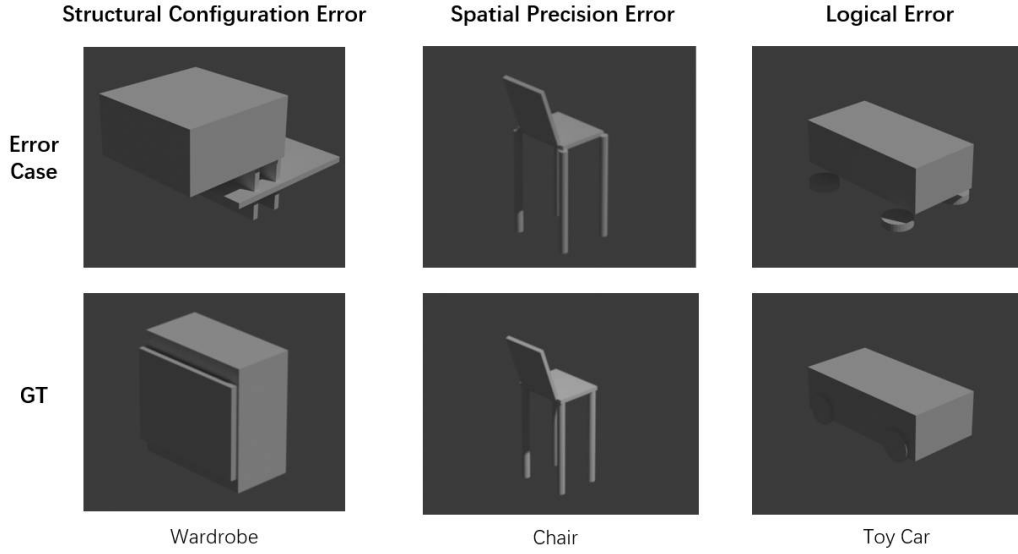 Structural Configuration Error
Spatial Precision Error
Logical Error
Error
Case
GT
Wardrobe
Chair
Toy Car